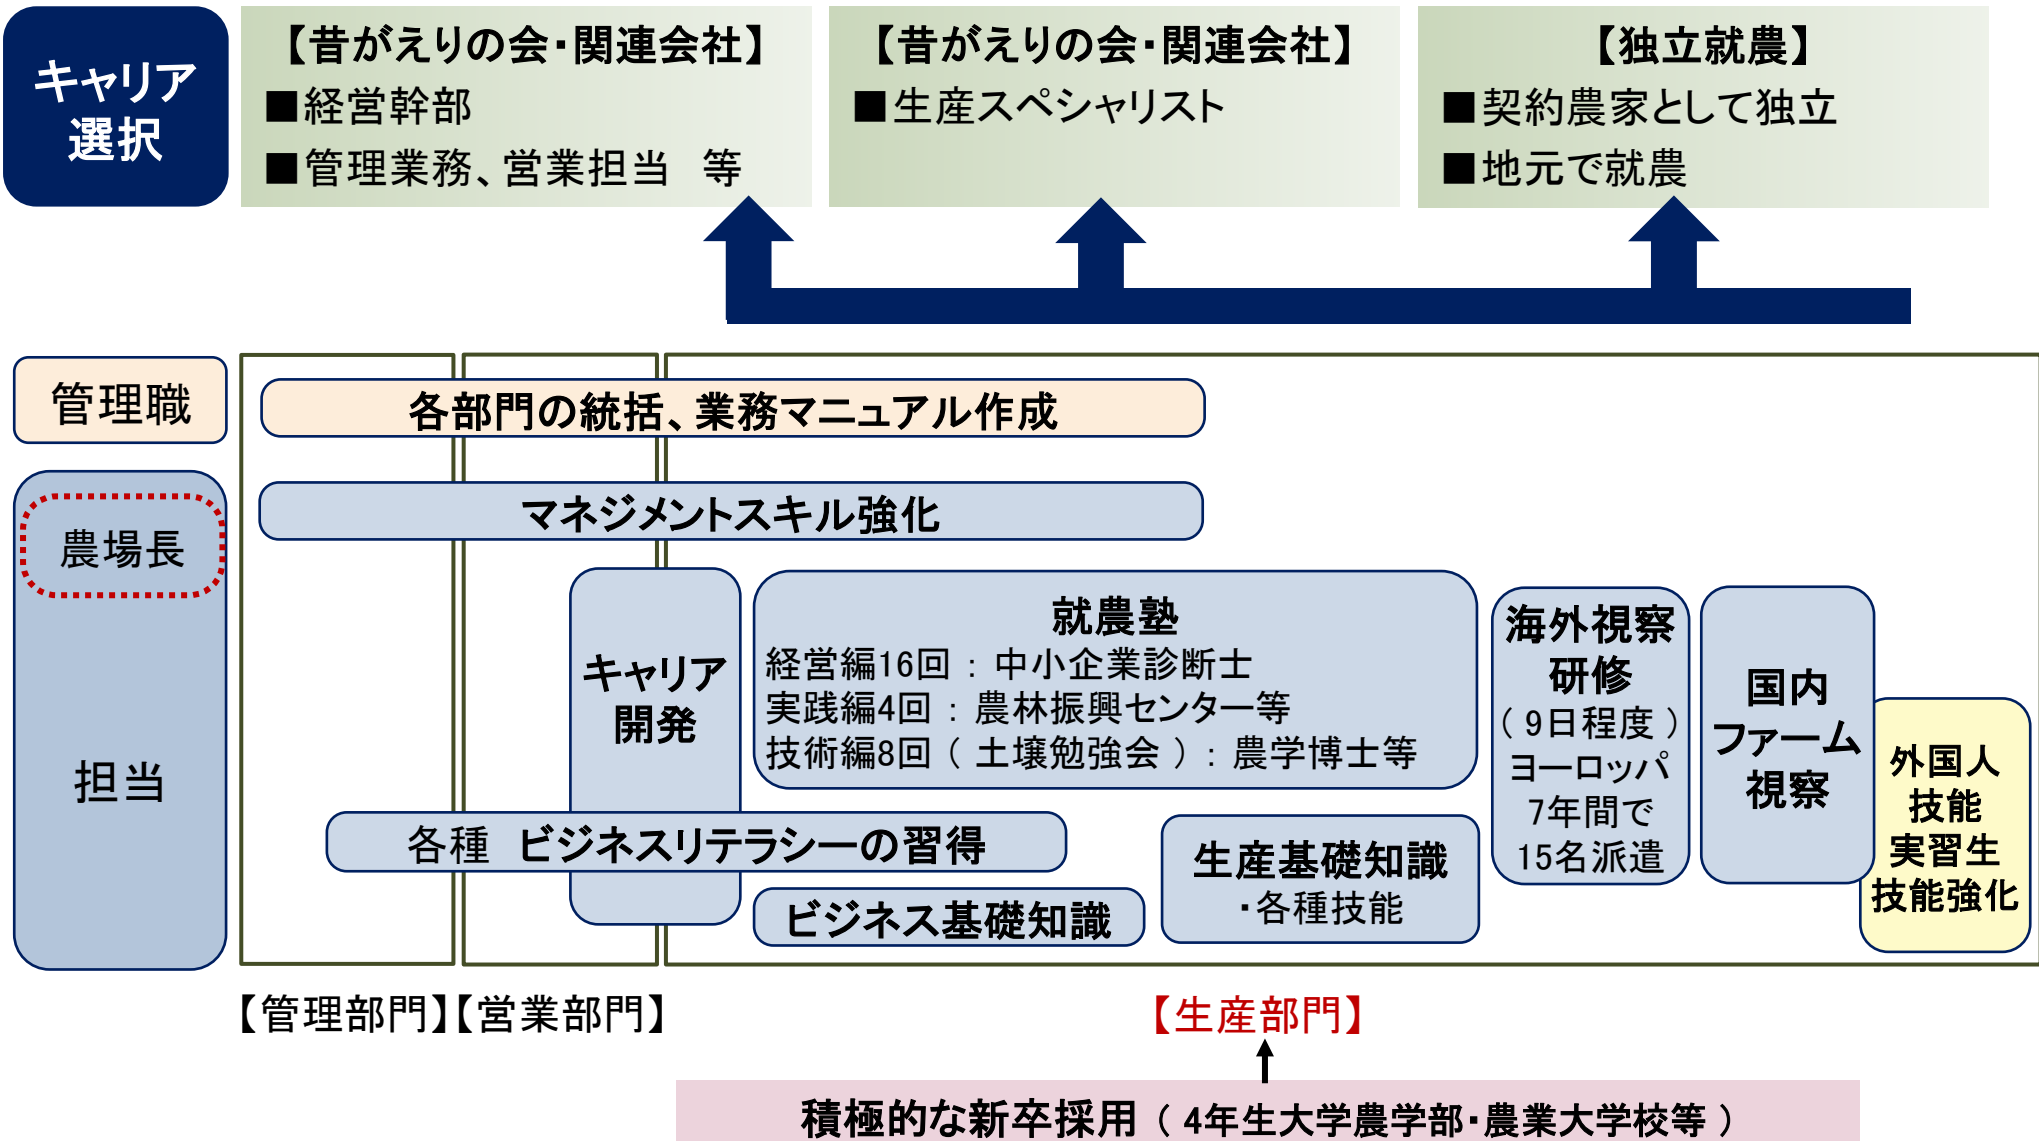 キャリア
選択
【昔がえりの会・関連会社】
■経営幹部
■管理業務、営業担当　等
【昔がえりの会・関連会社】
■生産スペシャリスト
【独立就農】
■契約農家として独立
■地元で就農
管理職
各部門の統括、業務マニュアル作成
農場長
担当
マネジメントスキル強化
キャリア
開発
就農塾
経営編16回：中小企業診断士
実践編4回：農林振興センター等
技術編8回（土壌勉強会）：農学博士等
海外視察
研修
（9日程度）
ヨーロッパ
7年間で
15名派遣
国内
ファーム
視察
外国人
技能
実習生
技能強化
各種　ビジネスリテラシーの習得
ビジネス基礎知識
生産基礎知識
・各種技能
【管理部門】【営業部門】
【生産部門】
積極的な新卒採用（4年生大学農学部・農業大学校等）